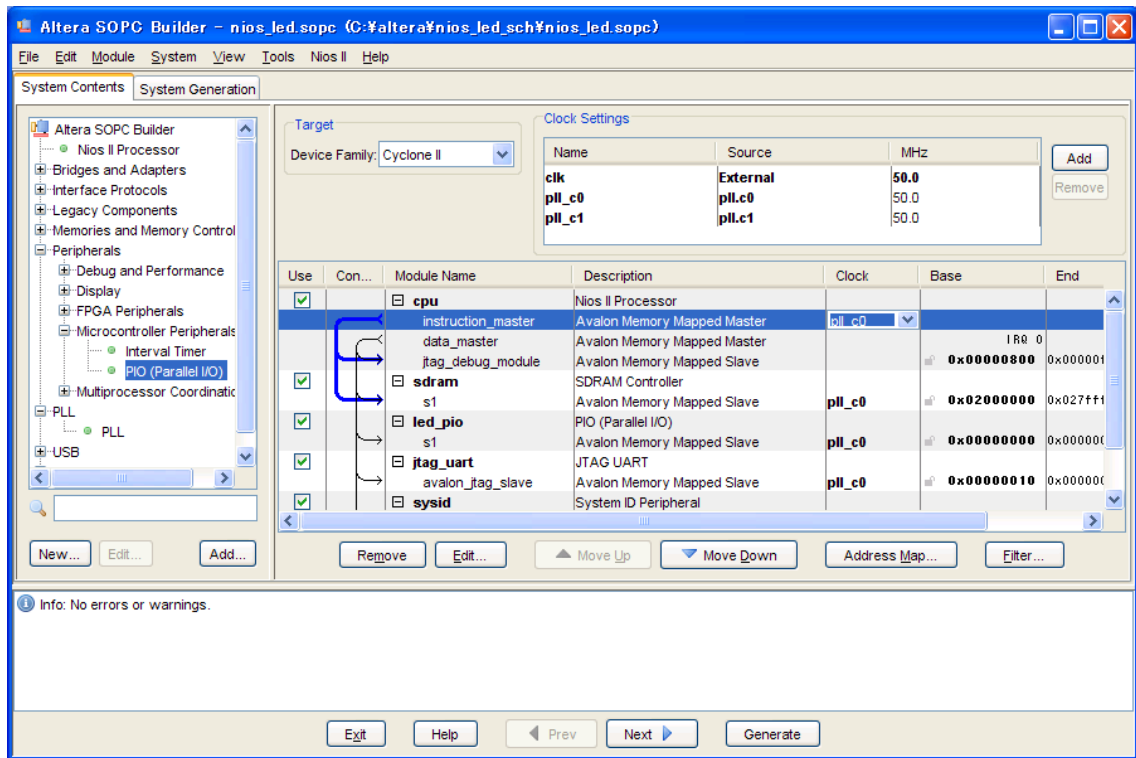 Altera SOPC Builder - nios_led.sopc (C:¥altera¥nios_led_sch¥nios_led.sopc)
File Edit Module System View Tools Nios II Help
System Contents System Generation
Altera SOPC Builder
Nios II Processor
Bridges and Adapters
Interface Protocols
Legacy Components
Memories and Memory Control
Peripherals
Debug and Performance
Display
FPGA Peripherals
Microcontroller Peripherals
Interval Timer
PIO (Parallel I/O)
Multiprocessor Coordinatic
PLL
PLL
USB
New... Edit... Add...
Target
Device Family: Cyclone II
Clock Settings
Name Source MHz
clk External 50.0
pll_c0 pll.c0 50.0
pll_c1 pll.c1 50.0
Add
Remove
Use Con... Module Name Description Clock Base End
cpu Nios II Processor
instruction_master Avalon Memory Mapped Master pll_c0
data_master Avalon Memory Mapped Master IRQ 0
jtag_debug_module Avalon Memory Mapped Slave 0x00000800
sdram SDRAM Controller
s1 Avalon Memory Mapped Slave pll_c0 0x02000000
led_pio PIO (Parallel I/O)
s1 Avalon Memory Mapped Slave pll_c0 0x00000000
jtag_uart JTAG UART
avalon_jtag_slave Avalon Memory Mapped Slave pll_c0 0x00000010
sysid System ID Peripheral
Remove Edit... Move Up Move Down Address Map... Filter...
Info: No errors or warnings.
Exit Help Prev Next Generate